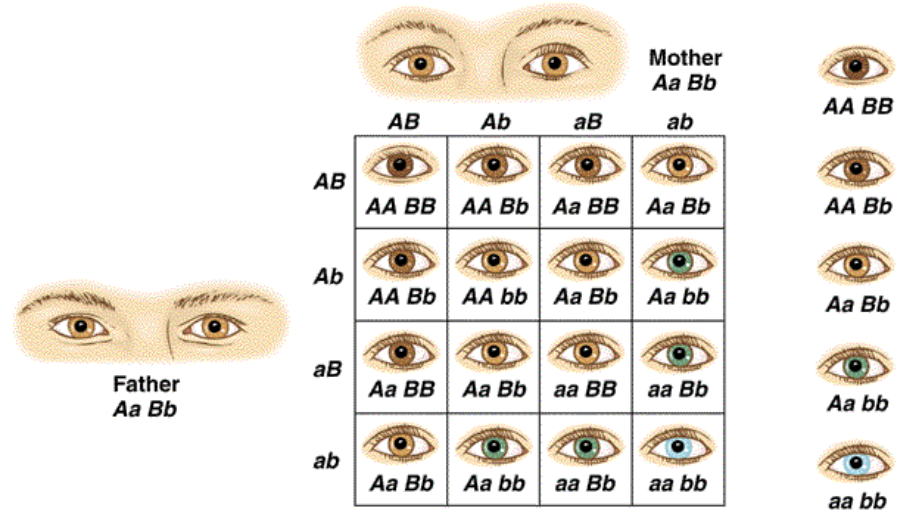 Mother
Aa Bb
AB Ab aB ab
AB
AA BB AA Bb Aa BB Aa Bb
Ab
AA Bb AA bb Aa Bb Aa bb
aB
Aa BB Aa Bb aa BB aa Bb
ab
Aa Bb Aa bb aa Bb aa bb
Father
Aa Bb
AA BB
AA Bb
Aa Bb
Aa bb
aa bb